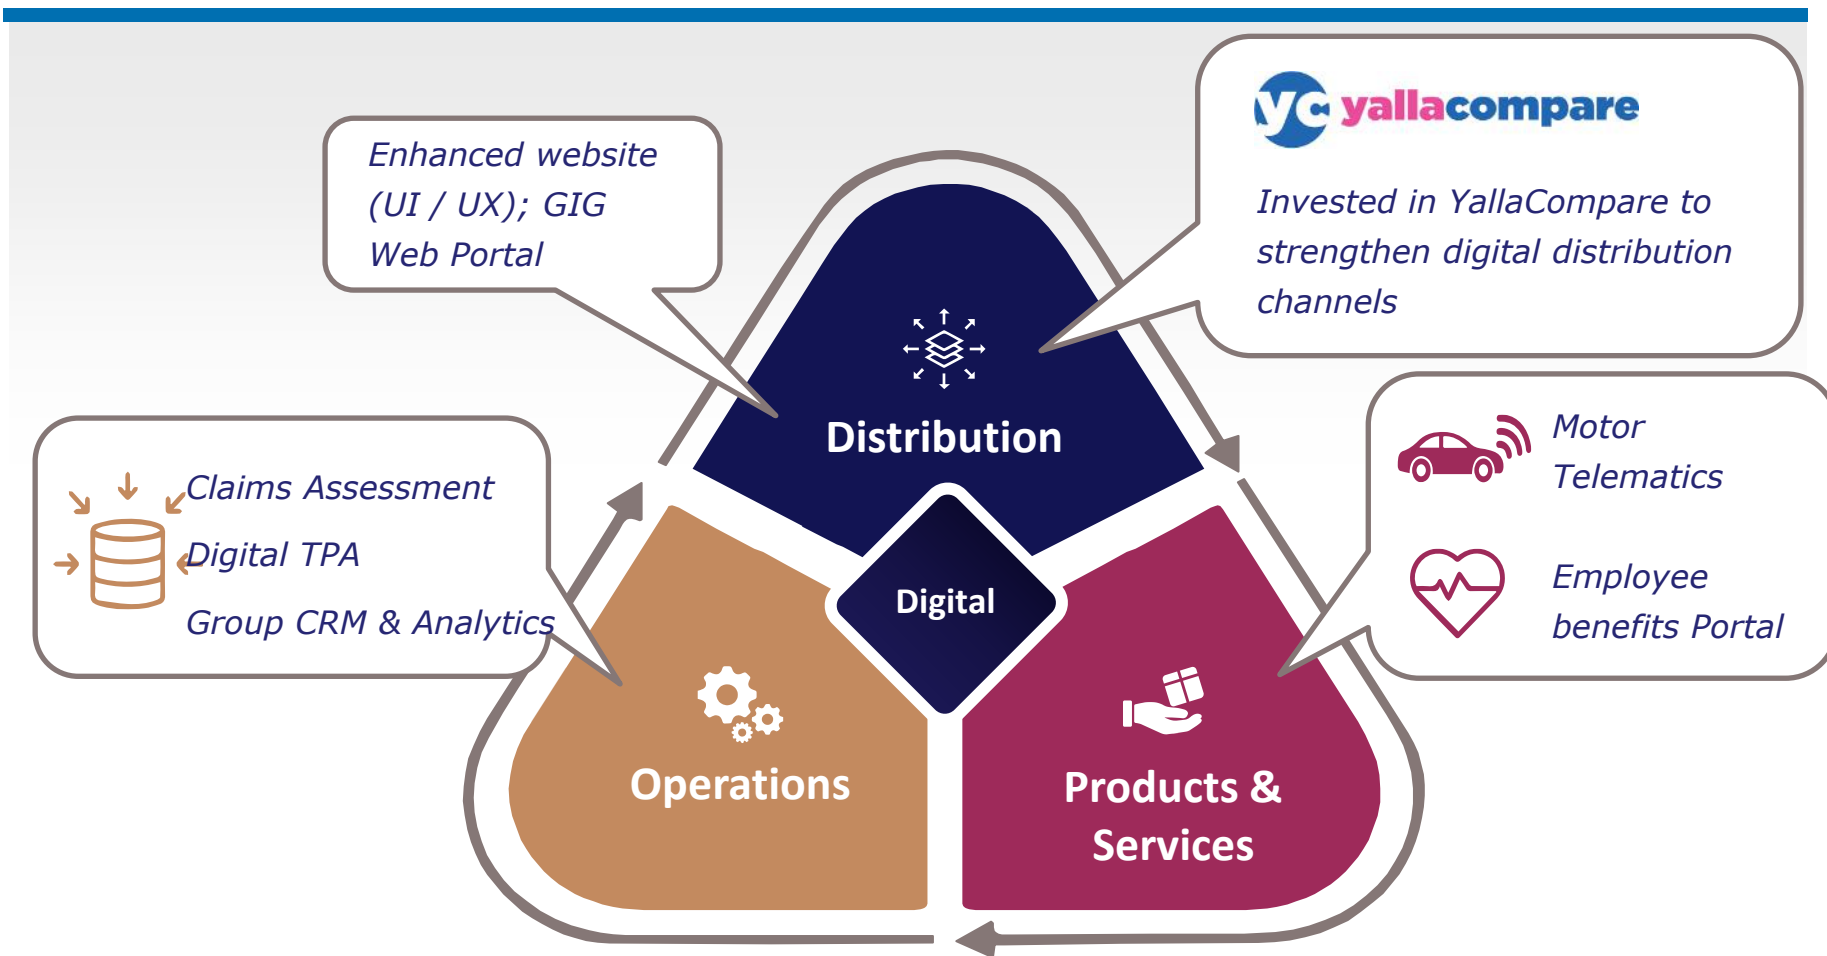 yc yallacompare
Invested in YallaCompare to
strengthen digital distribution
channels
Enhanced website
(UI / UX); GIG
Web Portal
Distribution
Motor
Telematics
Employee
benefits Portal
Claims Assessment
Digital TPA
Group CRM & Analytics
Digital
Operations
Products &
Services